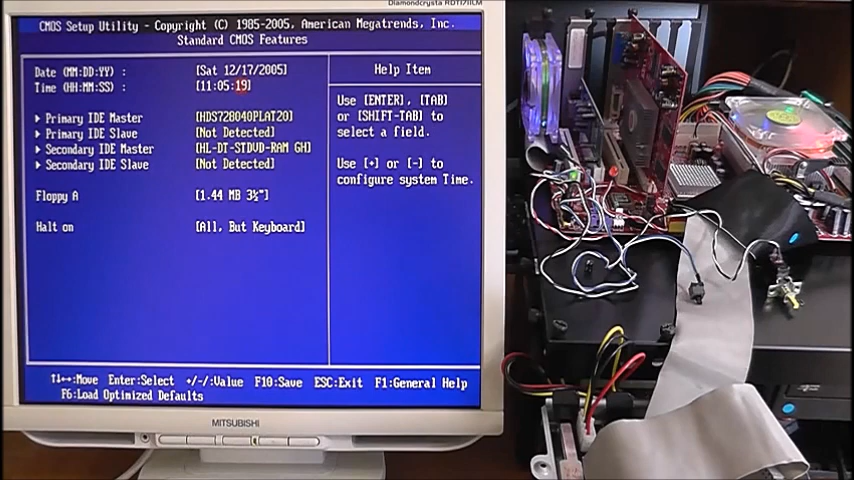 Diamondcrysta RDT1711LM
CMOS Setup Utility - Copyright (C) 1985-2005, American Megatrends, Inc.
Standard CMOS Features
Date (MM:DD:YY) : [Sat 12/17/2005]
Time (HH:MM:SS) : [11:05:19]
Primary IDE Master [HDS728040PLAT20]
Primary IDE Slave [Not Detected]
Secondary IDE Master [HL-DT-STDVD-RAM GH]
Secondary IDE Slave [Not Detected]
Floppy A [1.44 MB 3½"]
Halt on [All, But Keyboard]
Help Item
Use [ENTER], [TAB]
or [SHIFT-TAB] to
select a field.
Use [+] or [-] to
configure system Time.
↑↓←→:Move Enter:Select +/-/:Value F10:Save ESC:Exit F1:General Help
F6:Load Optimized Defaults
MITSUBISHI